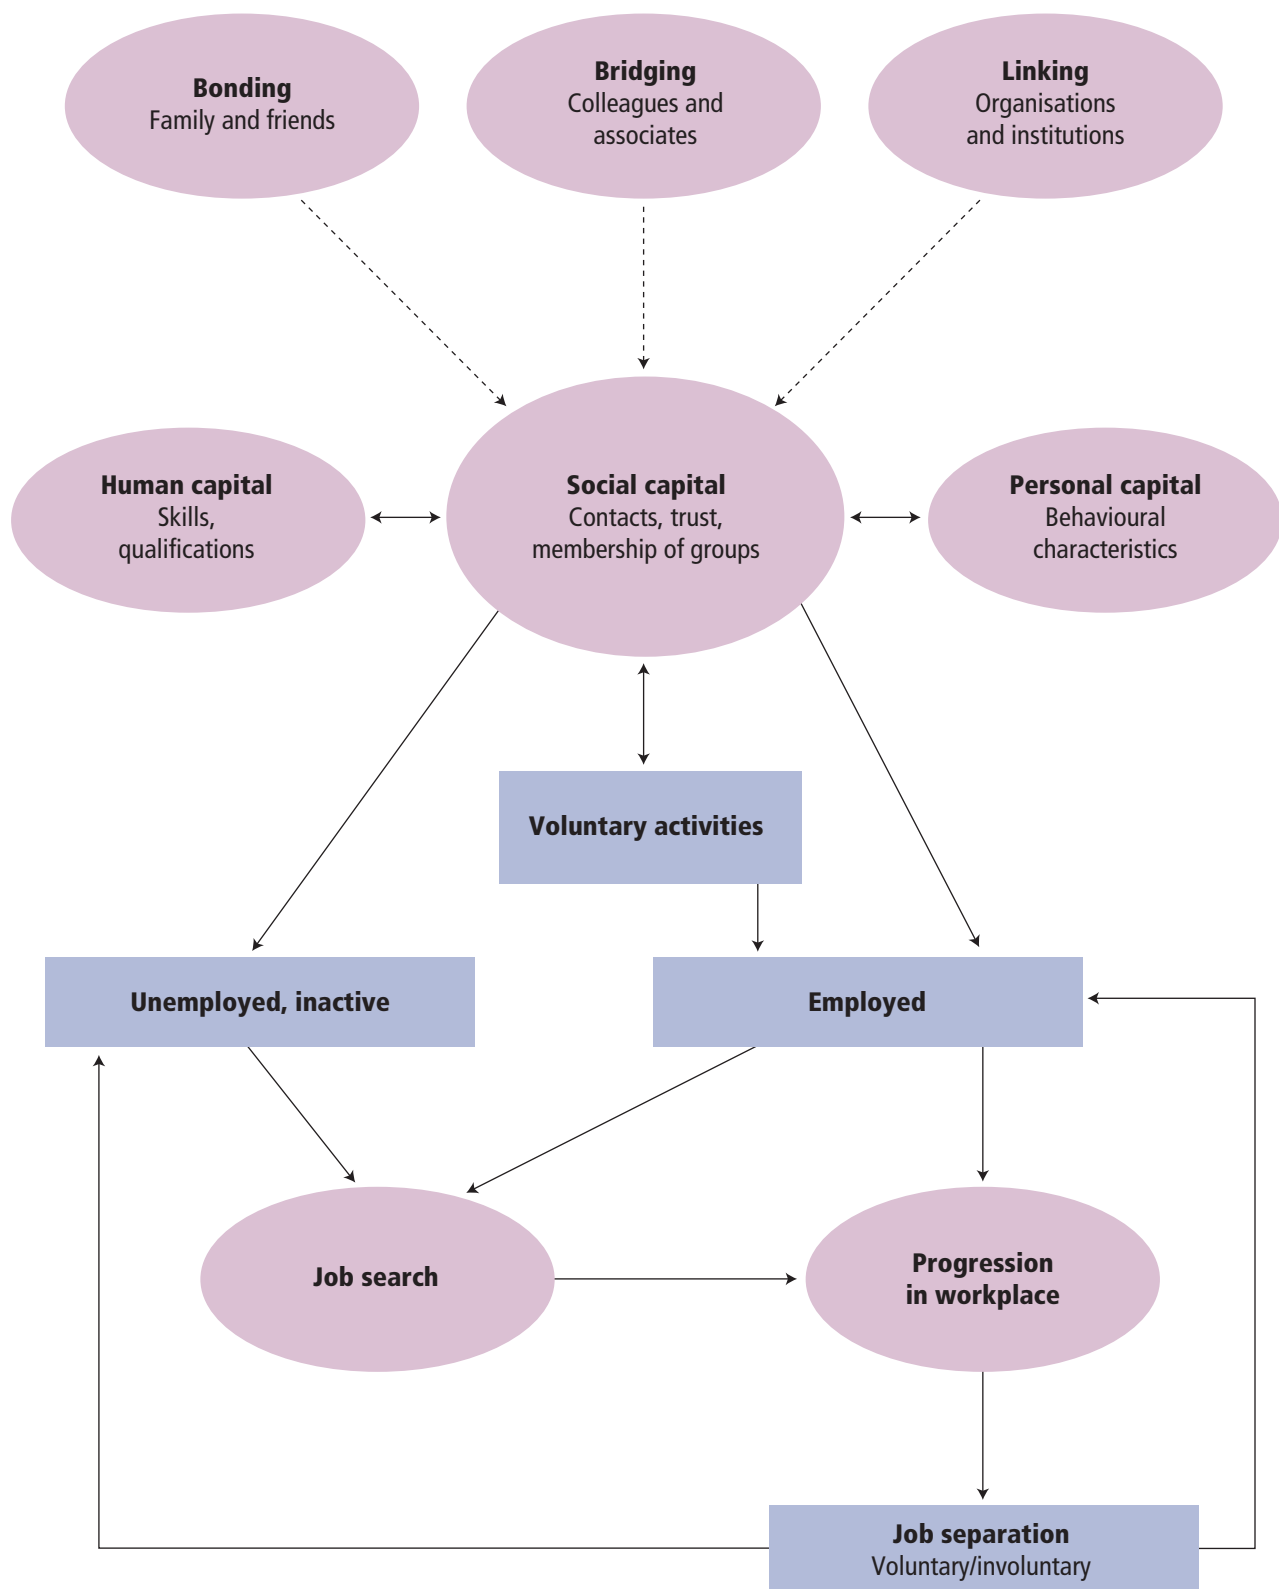 Bonding
Family and friends
Bridging
Colleagues and
associates
Linking
Organisations
and institutions
Human capital
Skills,
qualifications
Social capital
Contacts, trust,
membership of groups
Personal capital
Behavioural
characteristics
Voluntary activities
Unemployed, inactive
Employed
Job search
Progression
in workplace
Job separation
Voluntary/involuntary